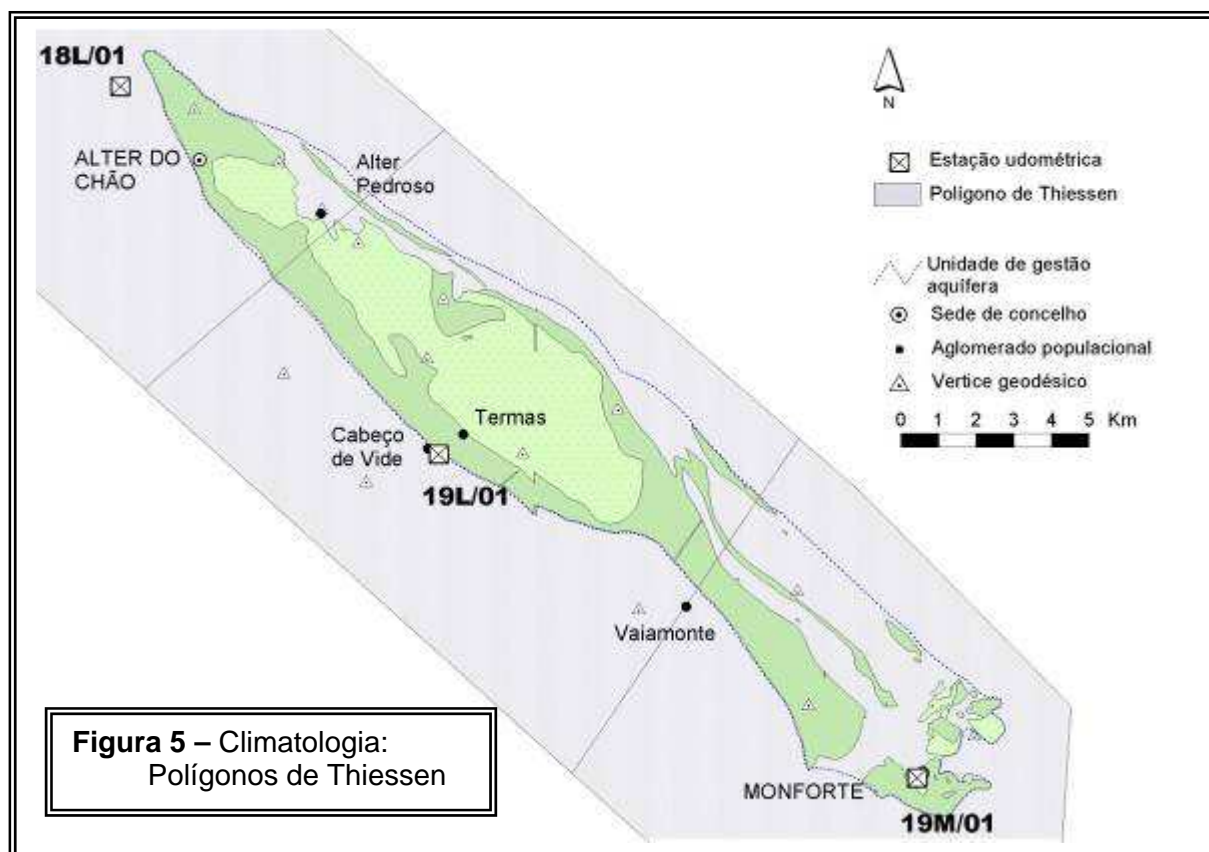 18L/01
ALTER DO
CHÃO
Alter
Pedroso
Termas
Cabeço
de Vide
19L/01
Vaiamonte
MONFORTE
19M/01
N
Estação udométrica
Polígono de Thiessen
Unidade de gestão
aquífera
Sede de concelho
Aglomerado populacional
Vertice geodésico
0 1 2 3 4 5 Km
Figura 5 – Climatologia:
Polígonos de Thiessen